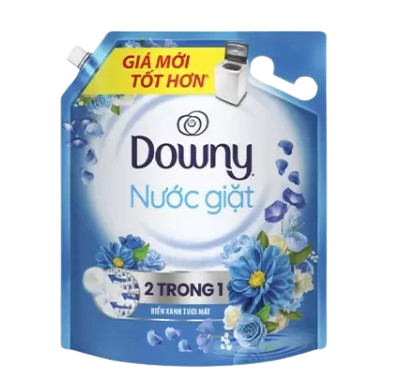 GIÁ MỚI
TỐT HƠN*
Downy
Nước giặt
2 TRONG 1
BIỂN XANH TƯƠI MÁT